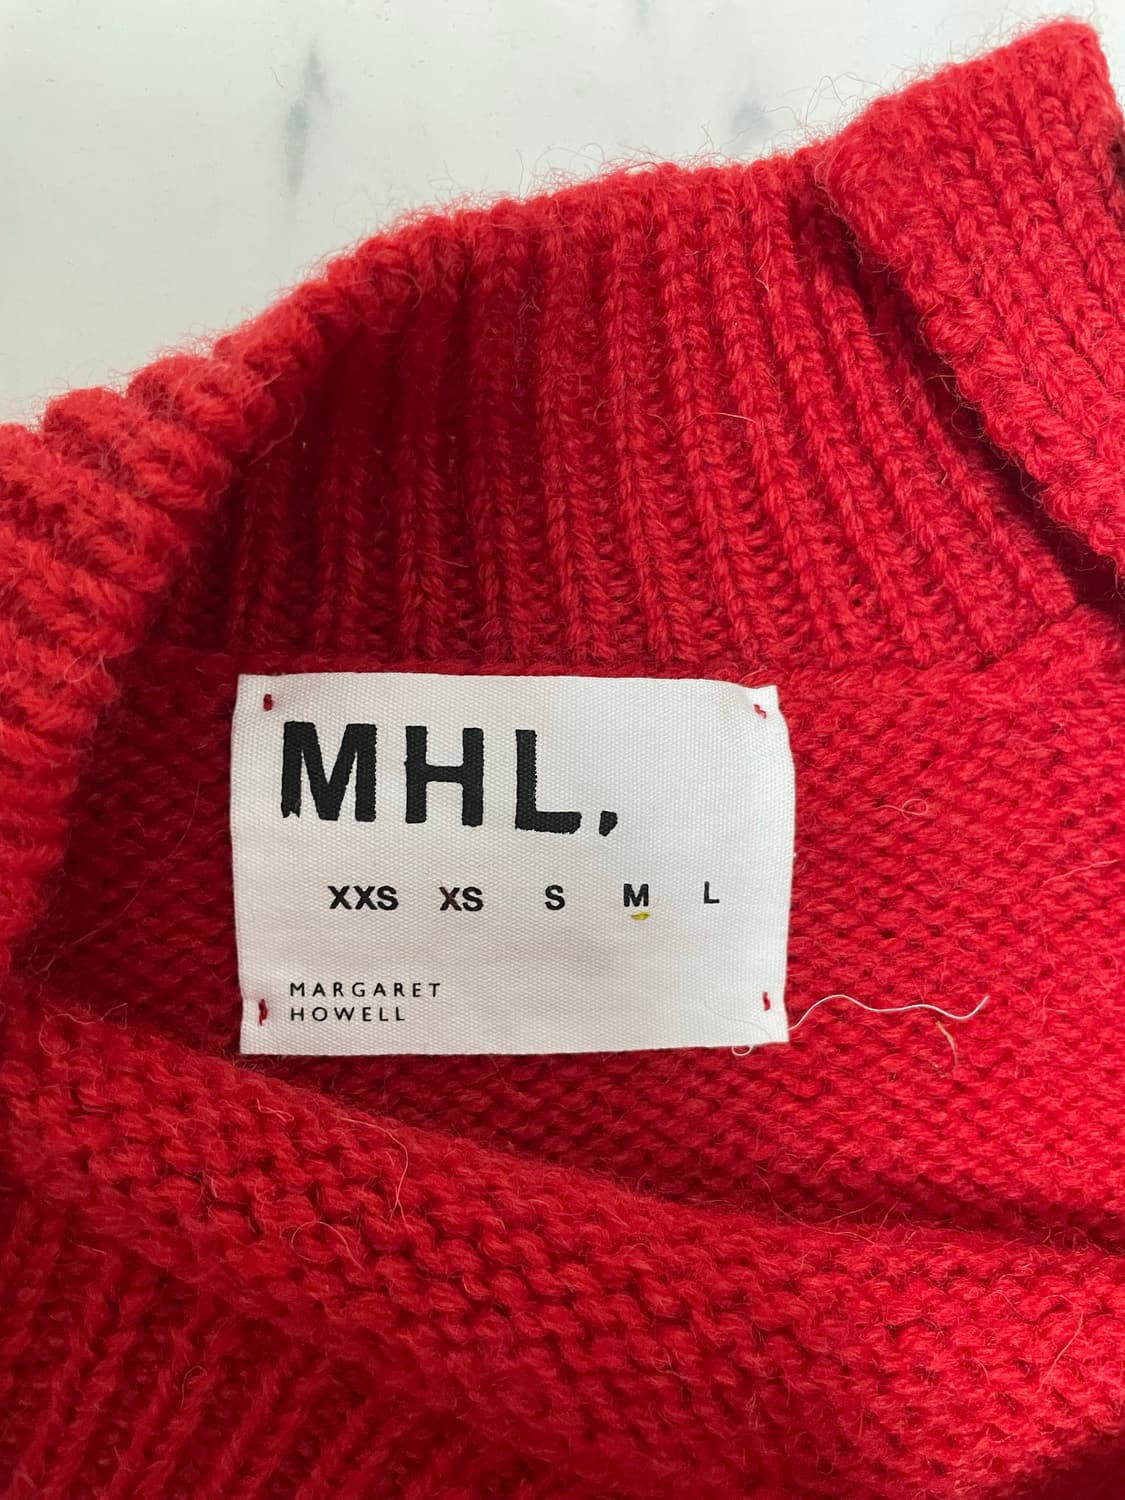 MHL.
XXS XS S M L
MARGARET
HOWELL